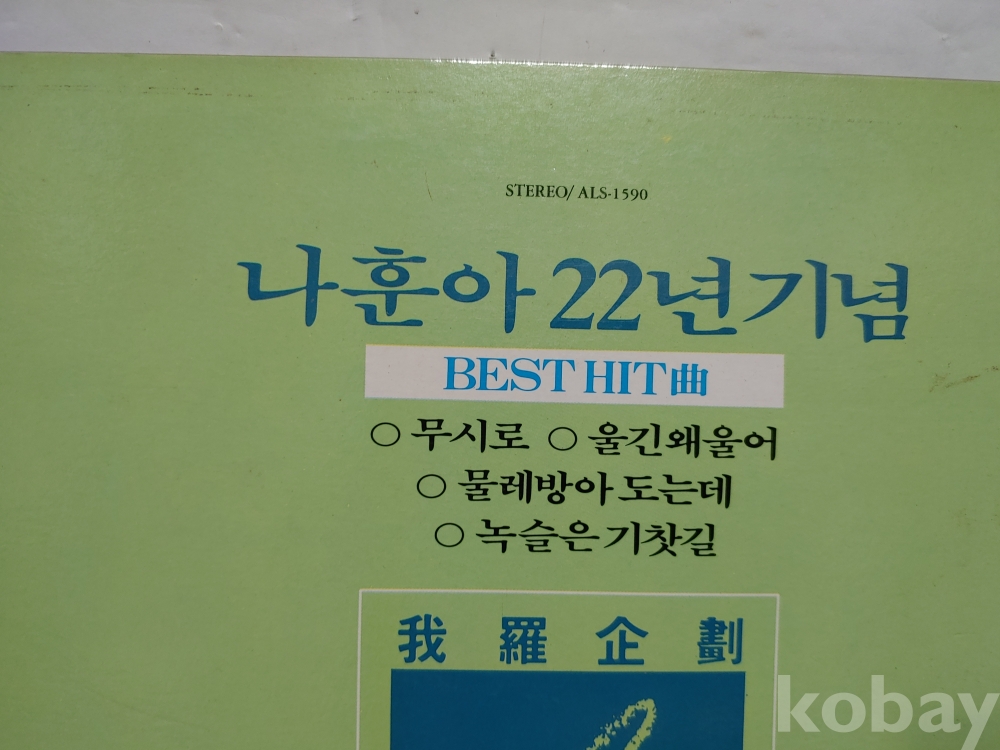 STEREO/ ALS-1590
나훈아 22년기념
BEST HIT曲
○ 무시로 ○ 울긴왜울어
○ 물레방아 도는데
○ 녹슬은 기찻길
我羅企劃
kobay